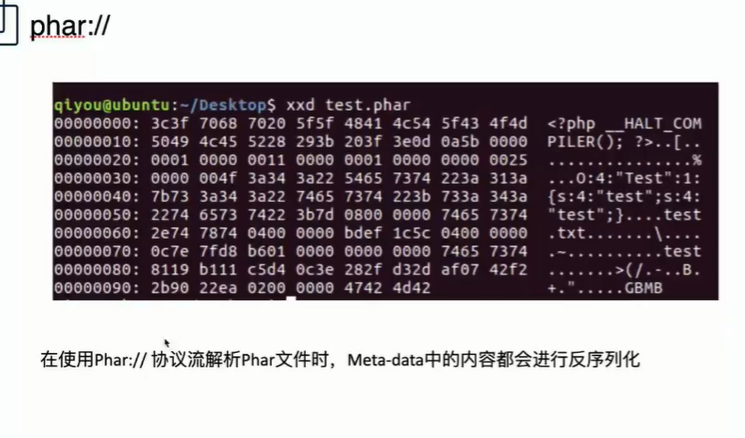 phar://
qiyou@ubuntu:~/Desktop$ xxd test.phar
00000000: 3c3f 7068 7020 5f5f 4841 4c54 5f43 4f4d  <?php __HALT_COM
00000010: 5049 4c45 5228 293b 203f 3e0d 0a5b 0000  PILER(); ?>..[..
00000020: 0001 0000 0011 0000 0001 0000 0000 0025  ...............%
00000030: 0000 004f 3a34 3a22 5465 7374 223a 313a  ...O:4:"Test":1:
00000040: 7b73 3a34 3a22 7465 7374 223b 733a 343a  {s:4:"test";s:4:
00000050: 2274 6573 7422 3b7d 0800 0000 7465 7374  "test";}....test
00000060: 2e74 7874 0400 0000 bdef 1c5c 0400 0000  .txt.......\....
00000070: 0c7e 7fd8 b601 0000 0000 0000 7465 7374  .~..........test
00000080: 8119 b111 c5d4 0c3e 282f d32d af07 42f2  .......>(/.-..B.
00000090: 2b90 22ea 0200 0000 4742 4d42  +.".....GBMB
在使用Phar:// 协议流解析Phar文件时，Meta-data中的内容都会进行反序列化